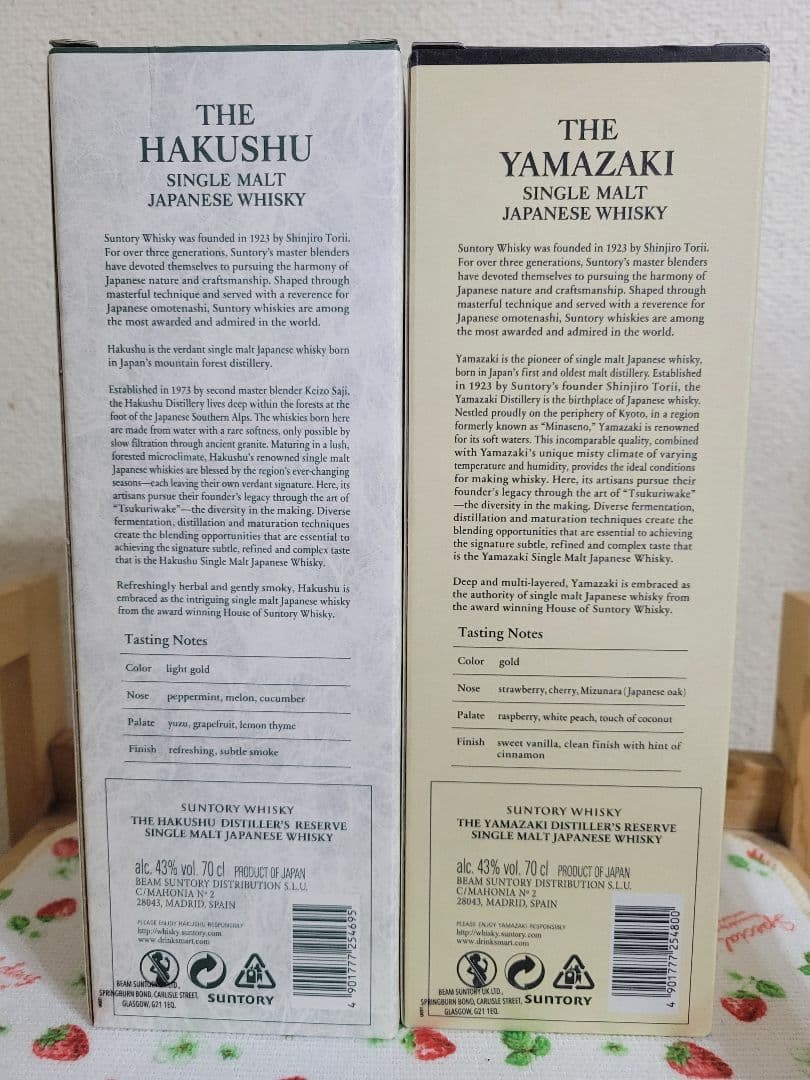 THE
HAKUSHU
SINGLE MALT
JAPANESE WHISKY
Suntory Whisky was founded in 1923 by Shinjiro Torii.
For over three generations, Suntory's master blenders
have devoted themselves to pursuing the harmony of
Japanese nature and craftsmanship. Shaped through
masterful technique and served with a reverence for
Japanese omotenashi, Suntory whiskies are among
the most awarded and admired in the world.
Hakushu is the verdant single malt Japanese whisky born
in Japan's mountain forest distillery.
Established in 1973 by second master blender Keizo Saji,
the Hakushu Distillery lives deep within the forests at the
foot of the Japanese Southern Alps. The whiskies born here
are made from water with a rare softness, only possible by
slow filtration through ancient granite. Maturing in a lush,
forested microclimate, Hakushu's renowned single malt
Japanese whiskies are blessed by the region's ever-changing
seasons—each leaving their own verdant signature. Here, its
artisans pursue their founder's legacy through the art of
"Tsukuriwake"—the diversity in the making. Diverse
fermentation, distillation and maturation techniques
create the blending opportunities that are essential to
achieving the signature subtle, refined and complex taste
that is the Hakushu Single Malt Japanese Whisky.
Refreshingly herbal and gently smoky, Hakushu is
embraced as the intriguing single malt Japanese whisky
from the award winning House of Suntory Whisky.
Tasting Notes
Color light gold
Nose peppermint, melon, cucumber
Palate yuzu, grapefruit, lemon thyme
Finish refreshing, subtle smoke
SUNTORY WHISKY
THE HAKUSHU DISTILLER'S RESERVE
SINGLE MALT JAPANESE WHISKY
alc. 43% vol. 70 cl PRODUCT OF JAPAN
BEAM SUNTORY DISTRIBUTION S.L.U.
C/MAHONIA Nº 2
28043, MADRID, SPAIN
PLEASE ENJOY HAKUSHU RESPONSIBLY
http://whisky.suntory.com
www.drinksmart.com
BEAM SUNTORY UK LTD.,
SPRINGBURN BOND, CARLISLE STREET,
GLASGOW, G21 1EQ.
SUNTORY
4 901777 254695
THE
YAMAZAKI
SINGLE MALT
JAPANESE WHISKY
Suntory Whisky was founded in 1923 by Shinjiro Torii.
For over three generations, Suntory's master blenders
have devoted themselves to pursuing the harmony of
Japanese nature and craftsmanship. Shaped through
masterful technique and served with a reverence for
Japanese omotenashi, Suntory whiskies are among
the most awarded and admired in the world.
Yamazaki is the pioneer of single malt Japanese whisky,
born in Japan's first and oldest malt distillery. Established
in 1923 by Suntory's founder Shinjiro Torii, the
Yamazaki Distillery is the birthplace of Japanese whisky.
Nestled proudly on the periphery of Kyoto, in a region
formerly known as "Minaseno," Yamazaki is renowned
for its soft waters. This incomparable quality, combined
with Yamazaki's unique misty climate of varying
temperature and humidity, provides the ideal conditions
for making whisky. Here, its artisans pursue their
founder's legacy through the art of "Tsukuriwake"
—the diversity in the making. Diverse fermentation,
distillation and maturation techniques create the
blending opportunities that are essential to achieving
the signature subtle, refined and complex taste that
is the Yamazaki Single Malt Japanese Whisky.
Deep and multi-layered, Yamazaki is embraced as
the authority of single malt Japanese whisky from
the award winning House of Suntory Whisky.
Tasting Notes
Color gold
Nose strawberry, cherry, Mizunara (Japanese oak)
Palate raspberry, white peach, touch of coconut
Finish sweet vanilla, clean finish with hint of
cinnamon
SUNTORY WHISKY
THE YAMAZAKI DISTILLER'S RESERVE
SINGLE MALT JAPANESE WHISKY
alc. 43% vol. 70 cl PRODUCT OF JAPAN
BEAM SUNTORY DISTRIBUTION S.L.U.
C/MAHONIA Nº 2
28043, MADRID, SPAIN
PLEASE ENJOY YAMAZAKI RESPONSIBLY
http://whisky.suntory.com
www.drinksmart.com
BEAM SUNTORY UK LTD.,
SPRINGBURN BOND, CARLISLE STREET,
GLASGOW, G21 1EQ.
SUNTORY
4 901777 254800
Special